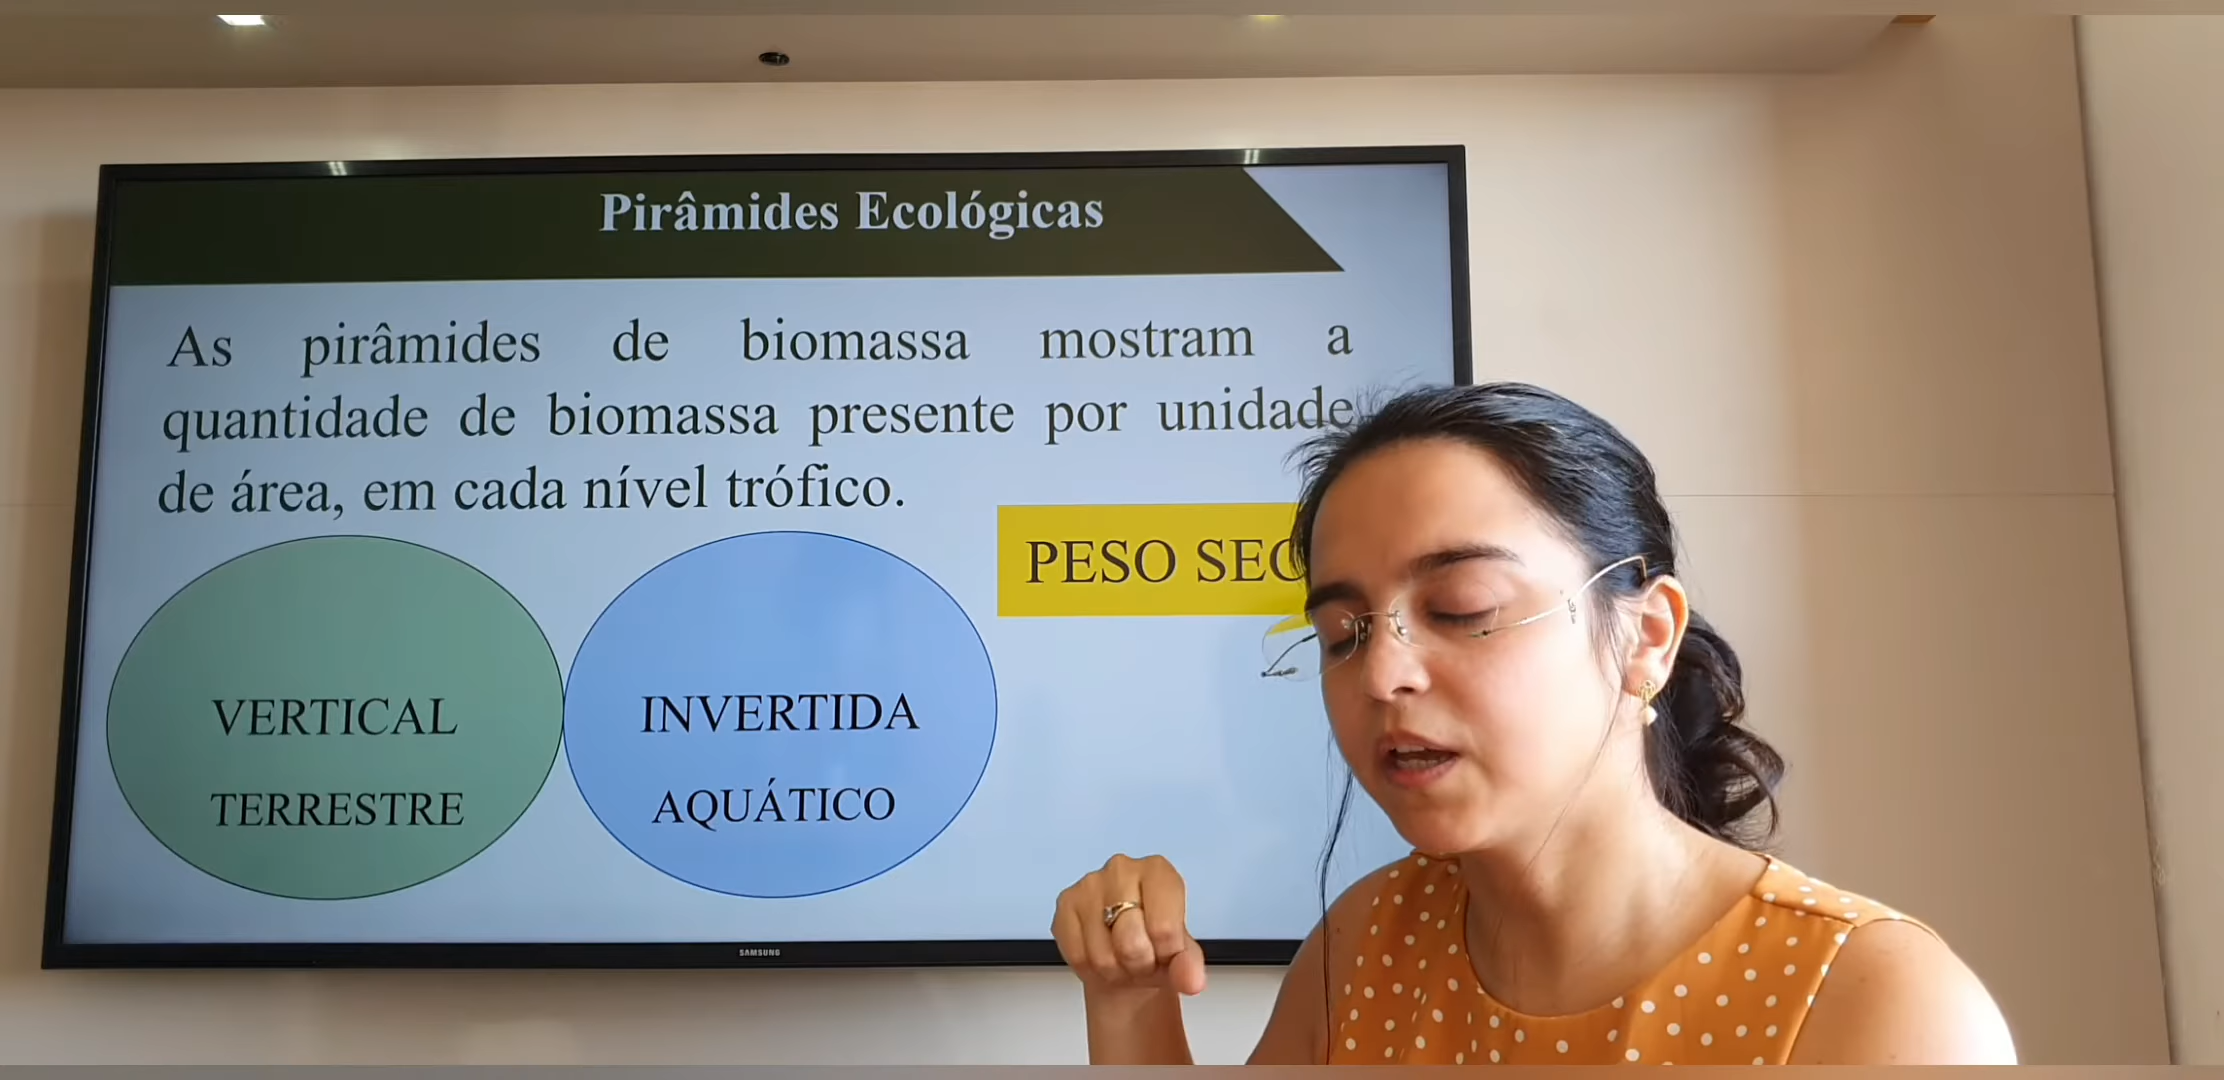 Pirâmides Ecológicas
As pirâmides de biomassa mostram a
quantidade de biomassa presente por unidade
de área, em cada nível trófico.
PESO
VERTICAL
TERRESTRE
INVERTIDA
AQUÁTICO
SAMSUNG